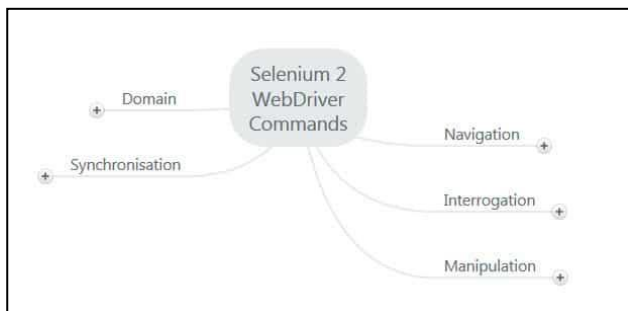 Selenium 2
WebDriver
Commands
Domain
Synchronisation
Navigation
Interrogation
Manipulation